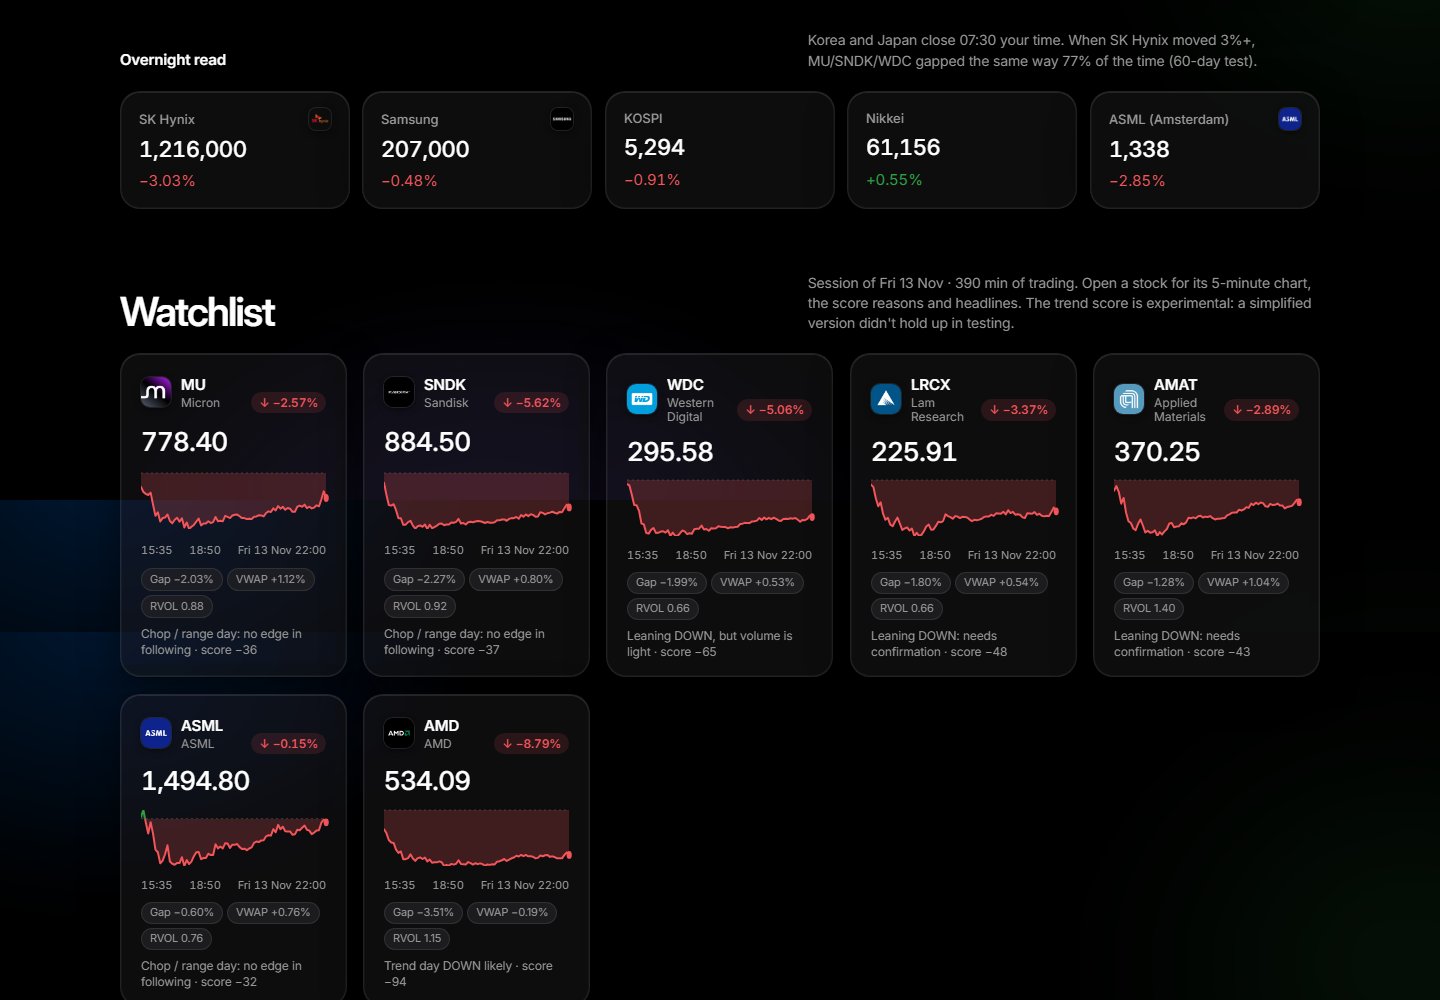 Overnight read
Korea and Japan close 07:30 your time. When SK Hynix moved 3%+,
MU/SNDK/WDC gapped the same way 77% of the time (60-day test).
SK Hynix
1,216,000
−3.03%
Samsung
SAMSUNG
207,000
−0.48%
KOSPI
5,294
−0.91%
Nikkei
61,156
+0.55%
ASML (Amsterdam)
ASML
1,338
−2.85%
Watchlist
Session of Fri 13 Nov · 390 min of trading. Open a stock for its 5-minute chart,
the score reasons and headlines. The trend score is experimental: a simplified
version didn't hold up in testing.
MU
Micron
↓ −2.57%
778.40
15:35 18:50 Fri 13 Nov 22:00
Gap −2.03% VWAP +1.12%
RVOL 0.88
Chop / range day: no edge in
following · score −36
SNDK
Sandisk
↓ −5.62%
884.50
15:35 18:50 Fri 13 Nov 22:00
Gap −2.27% VWAP +0.80%
RVOL 0.92
Chop / range day: no edge in
following · score −37
WDC
Western
Digital
↓ −5.06%
295.58
15:35 18:50 Fri 13 Nov 22:00
Gap −1.99% VWAP +0.53%
RVOL 0.66
Leaning DOWN, but volume is
light · score −65
LRCX
Lam
Research
↓ −3.37%
225.91
15:35 18:50 Fri 13 Nov 22:00
Gap −1.80% VWAP +0.54%
RVOL 0.66
Leaning DOWN: needs
confirmation · score −48
AMAT
Applied
Materials
↓ −2.89%
370.25
15:35 18:50 Fri 13 Nov 22:00
Gap −1.28% VWAP +1.04%
RVOL 1.40
Leaning DOWN: needs
confirmation · score −43
ASML
ASML
ASML
↓ −0.15%
1,494.80
15:35 18:50 Fri 13 Nov 22:00
Gap −0.60% VWAP +0.76%
RVOL 0.76
Chop / range day: no edge in
following · score −32
AMD
AMD
AMD
↓ −8.79%
534.09
15:35 18:50 Fri 13 Nov 22:00
Gap −3.51% VWAP −0.19%
RVOL 1.15
Trend day DOWN likely · score
−94